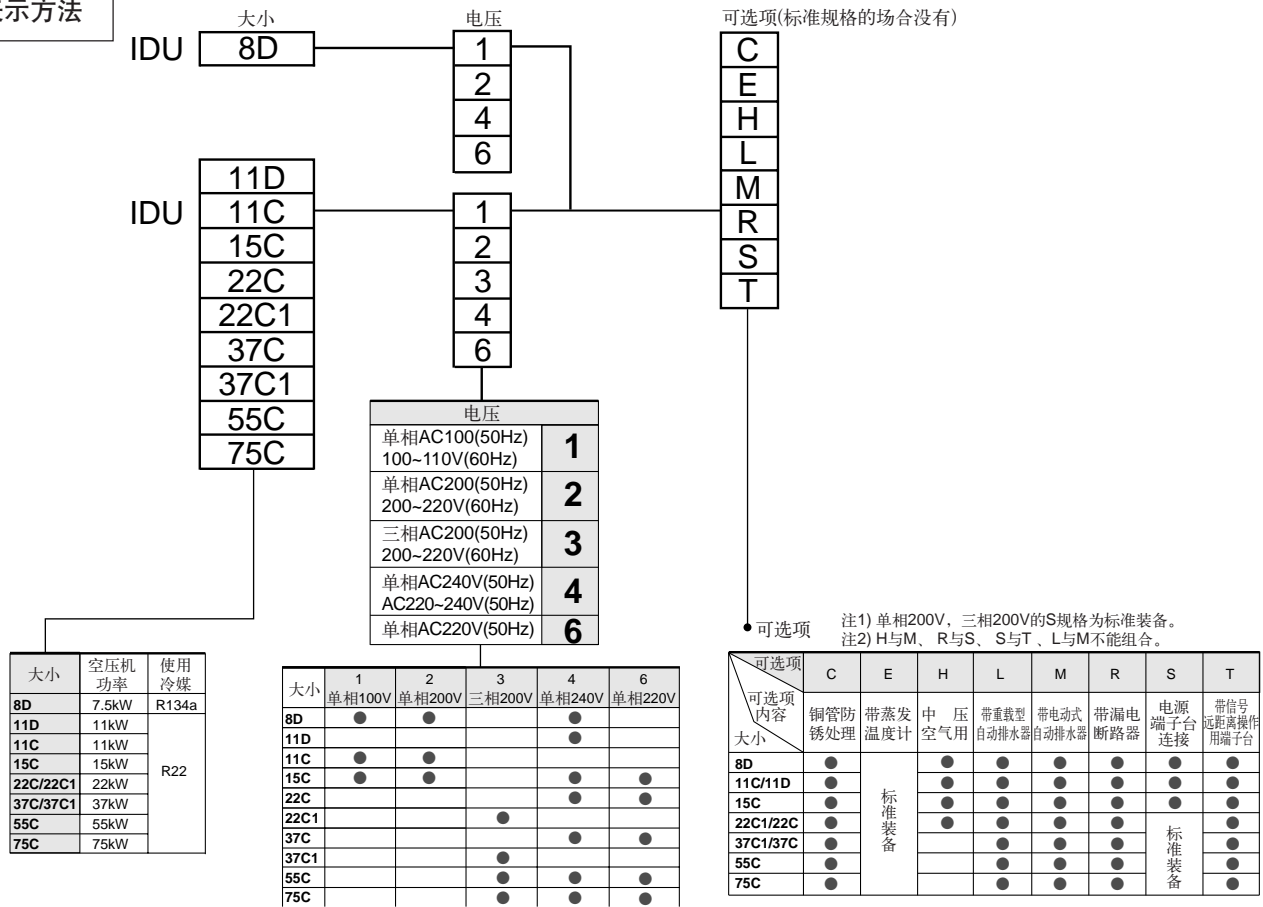 示方法
大小
电压
可选项(标准规格的场合没有)
IDU 8D
1
2
4
6
C
E
H
L
M
R
S
T
IDU
11D
11C
15C
22C
22C1
37C
37C1
55C
75C
1
2
3
4
6
电压
单相AC100(50Hz)
100~110V(60Hz)
1
单相AC200(50Hz)
200~220V(60Hz)
2
三相AC200(50Hz)
200~220V(60Hz)
3
单相AC240V(50Hz)
AC220~240V(50Hz)
4
单相AC220V(50Hz)
6
大小 空压机 使用
功率 冷媒
8D 7.5kW R134a
11D 11kW
11C 11kW
15C 15kW
R22
22C/22C1 22kW
37C/37C1 37kW
55C 55kW
75C 75kW
大小 1 2 3 4 6
单相100V 单相200V 三相200V 单相240V 单相220V
8D ● ● ●
11D ●
11C ● ●
15C ● ● ● ●
22C ● ●
22C1 ●
37C ● ●
37C1 ●
55C ● ● ●
75C ● ● ●
●可选项
注1) 单相200V，三相200V的S规格为标准装备。
注2) H与M、 R与S、 S与T 、L与M不能组合。
可选项 C E H L M R S T
可选项
内容
大小
铜管防
锈处理
带蒸发
温度计
中 压
空气用
带重载型
自动排水器
带电动式
自动排水器
带漏电
断路器
电源
端子台
连接
带信号
远距离操作
用端子台
8D ● ● ● ● ● ● ●
11C/11D ● ● ● ● ● ● ●
15C ● ● ● ● ● ● ●
22C1/22C ● ● ● ● ● ●
37C1/37C ● ● ● ● ●
55C ● ● ● ● ●
75C ● ● ● ● ●
标准装备
标准装备